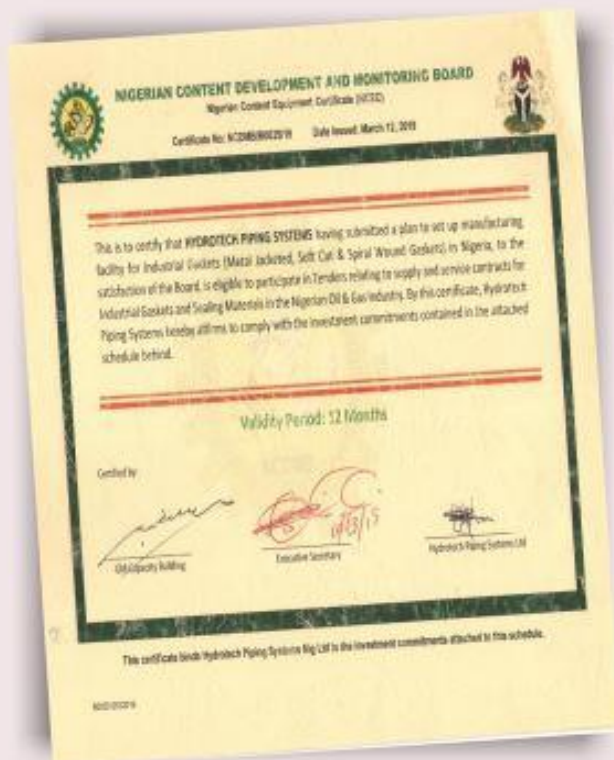 NIGERIAN CONTENT DEVELOPMENT AND MONITORING BOARD
Nigerian Content Equipment Certificate (NCEC)
Certificate No: Date Issued: March 12, 2015
This is to certify that HYDROTECH PIPING SYSTEMS having submitted a plan to set up manufacturing
facility for Industrial Gaskets (Metal Jacketed, Soft Cut & Spiral Wound Gaskets) in Nigeria, to the
satisfaction of the Board, is eligible to participate in Tenders relating to supply and service contracts for
Industrial Gaskets and Sealing Materials in the Nigerian Oil & Gas Industry. By this certificate, Hydrotech
Piping Systems hereby affirms to comply with the investment commitments contained in the attached
schedule behind.
Validity Period: 12 Months
Certified by
Capacity Building
Executive Secretary
Hydrotech Piping Systems Ltd
This certificate binds Hydrotech Piping Systems Nig Ltd to the investment commitments attached to this schedule.